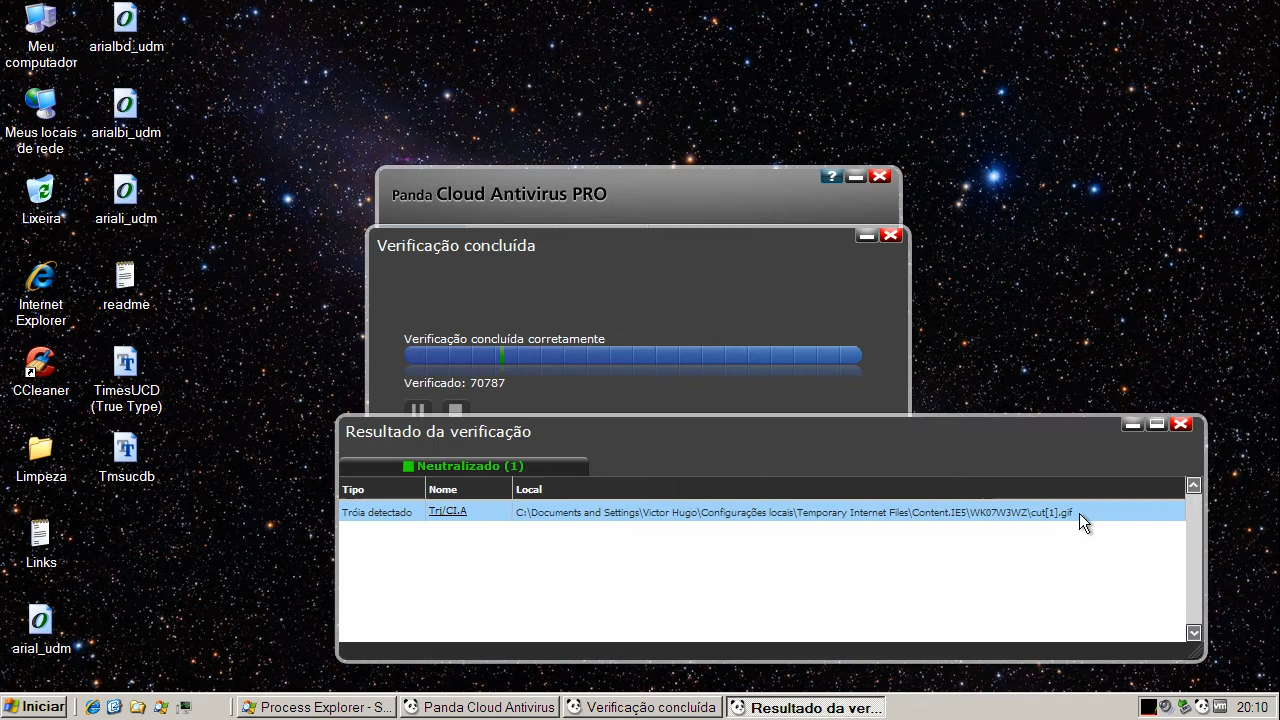 Meu
computador
arialbd_udm
Meus locais
de rede
arialbi_udm
Lixeira
ariali_udm
Internet
Explorer
readme
CCleaner
TimesUCD
(True Type)
Limpeza
Tmsucdb
Links
arial_udm
Panda Cloud Antivirus PRO
?
Verificação concluída
Verificação concluída corretamente
Verificado: 70787
Resultado da verificação
Neutralizado (1)
Tipo Nome Local
Tróia detectado Trj/CI.A C:\Documents and Settings\Victor Hugo\Configurações locais\Temporary Internet Files\Content.IE5\WK07W3WZ\cut[1].gif
Iniciar Process Explorer - S... Panda Cloud Antivirus Verificação concluída Resultado da ver... 20:10